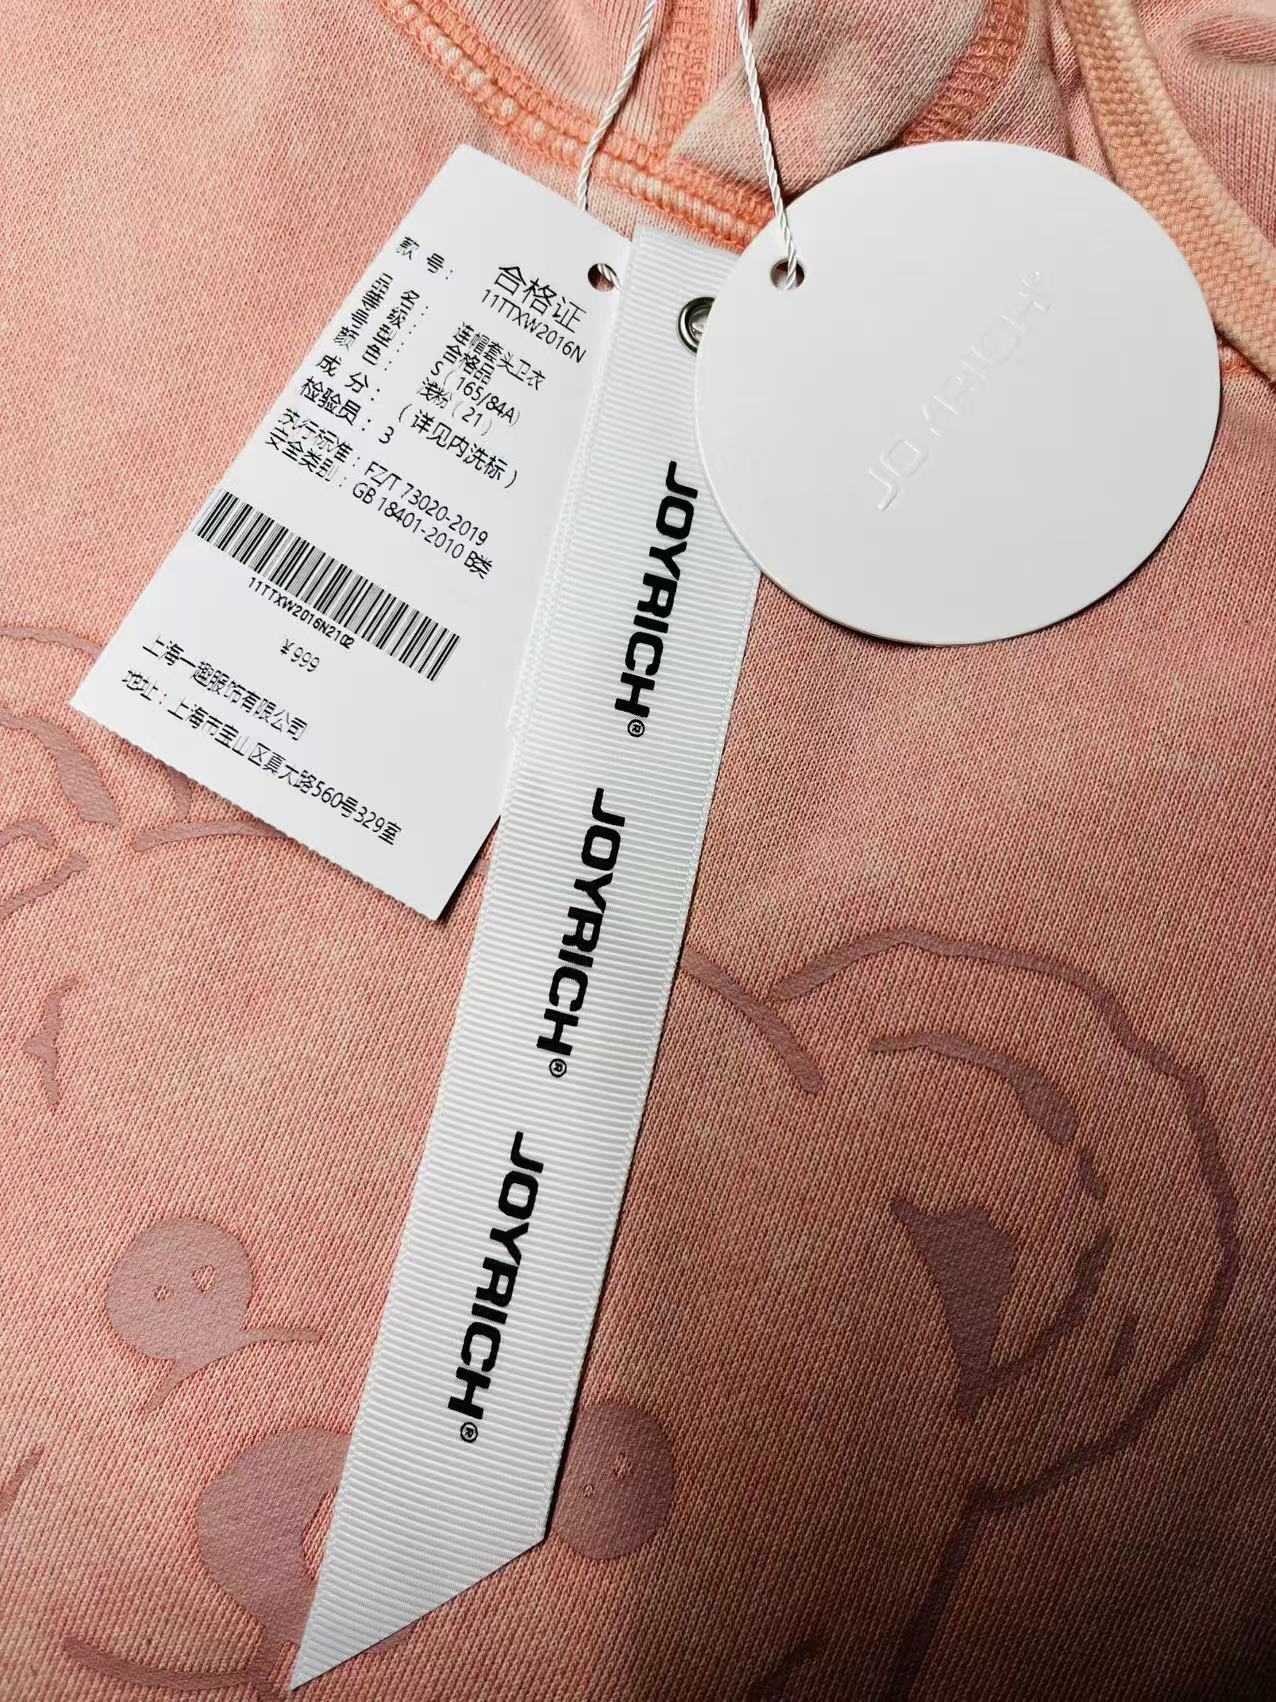 合格证
款 号: 11TTXW2016N
品 名: 连帽套头卫衣
等 级: 合格品
号 型: S(165/84A)
颜 色: 浅粉(21)
成 分: (详见内洗标)
检验员: 3
执行标准: FZ/T 73020-2019
安全类别: GB 18401-2010 B类
11TTXW2016N2102
¥999
上海一趣服饰有限公司
地址:上海市宝山区真大路560号329室
JOYRICH®
JOYRICH®
JOYRICH®
JOYRICH®